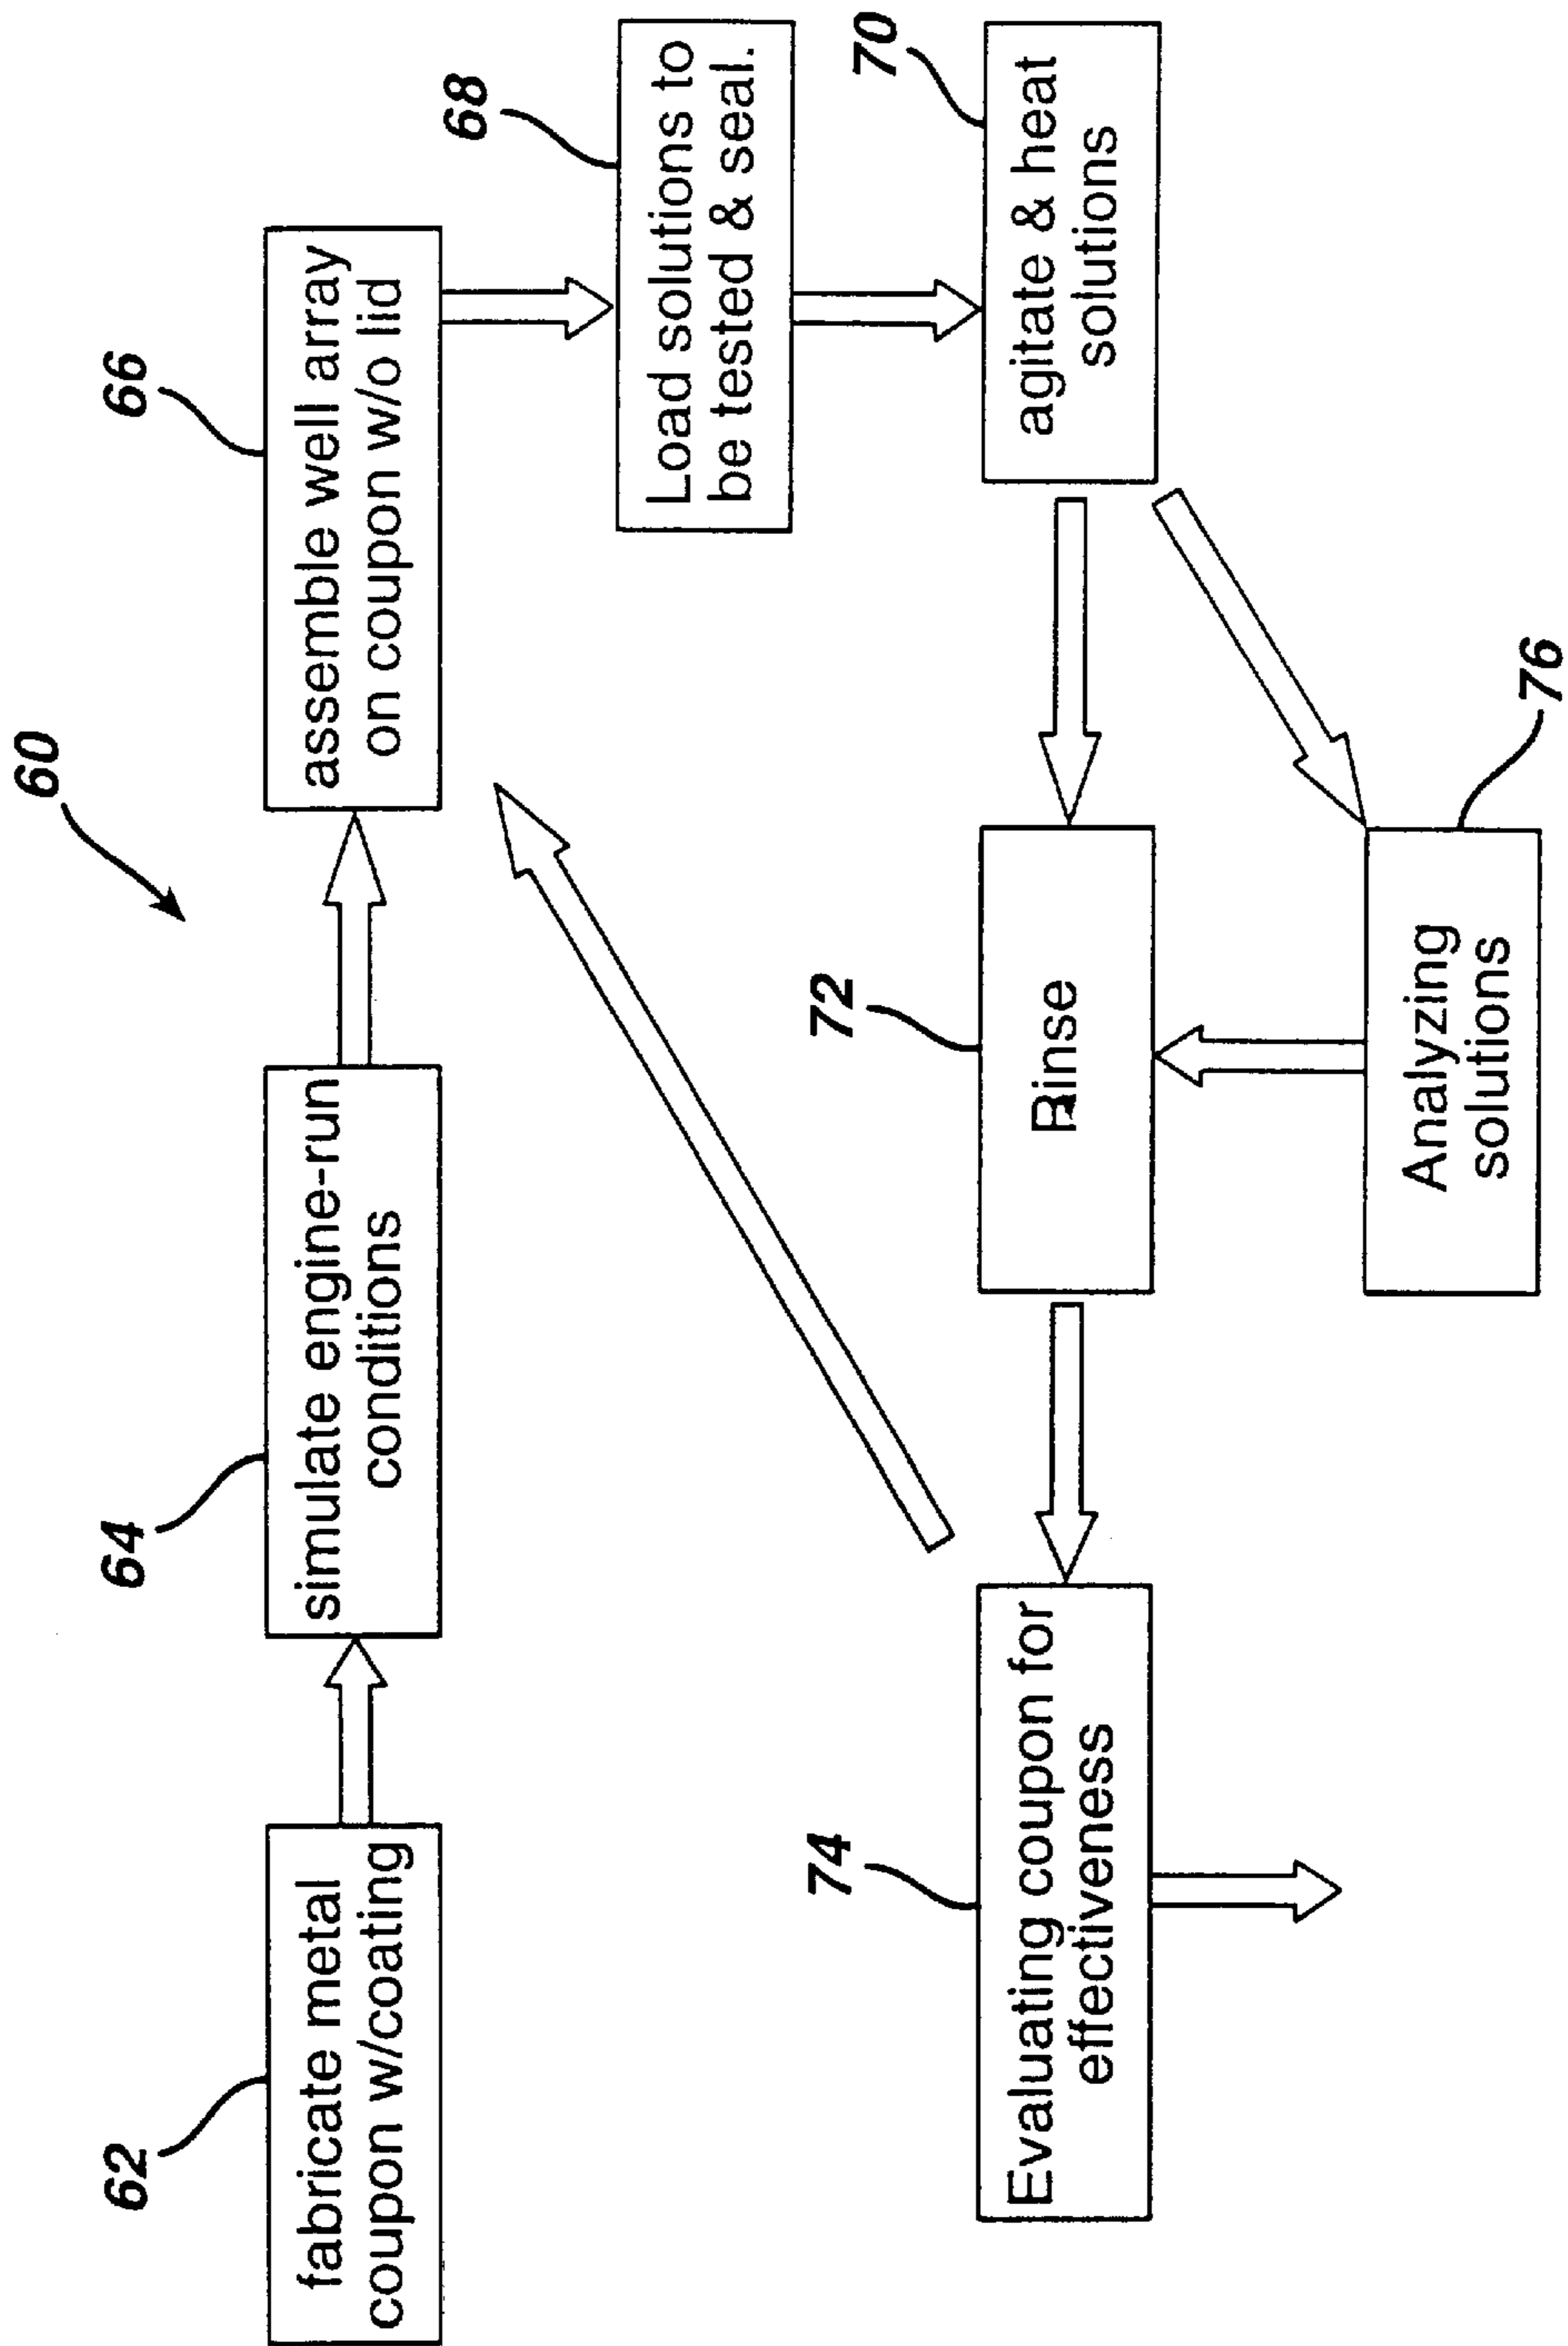 60
62
fabricate metal
coupon w/coating
64
simulate engine-run
conditions
66
assemble well array
on coupon w/o lid
68
Load solutions to
be tested & seal.
70
agitate & heat
solutions
72
Rinse
74
Evaluating coupon for
effectiveness
76
Analyzing
solutions